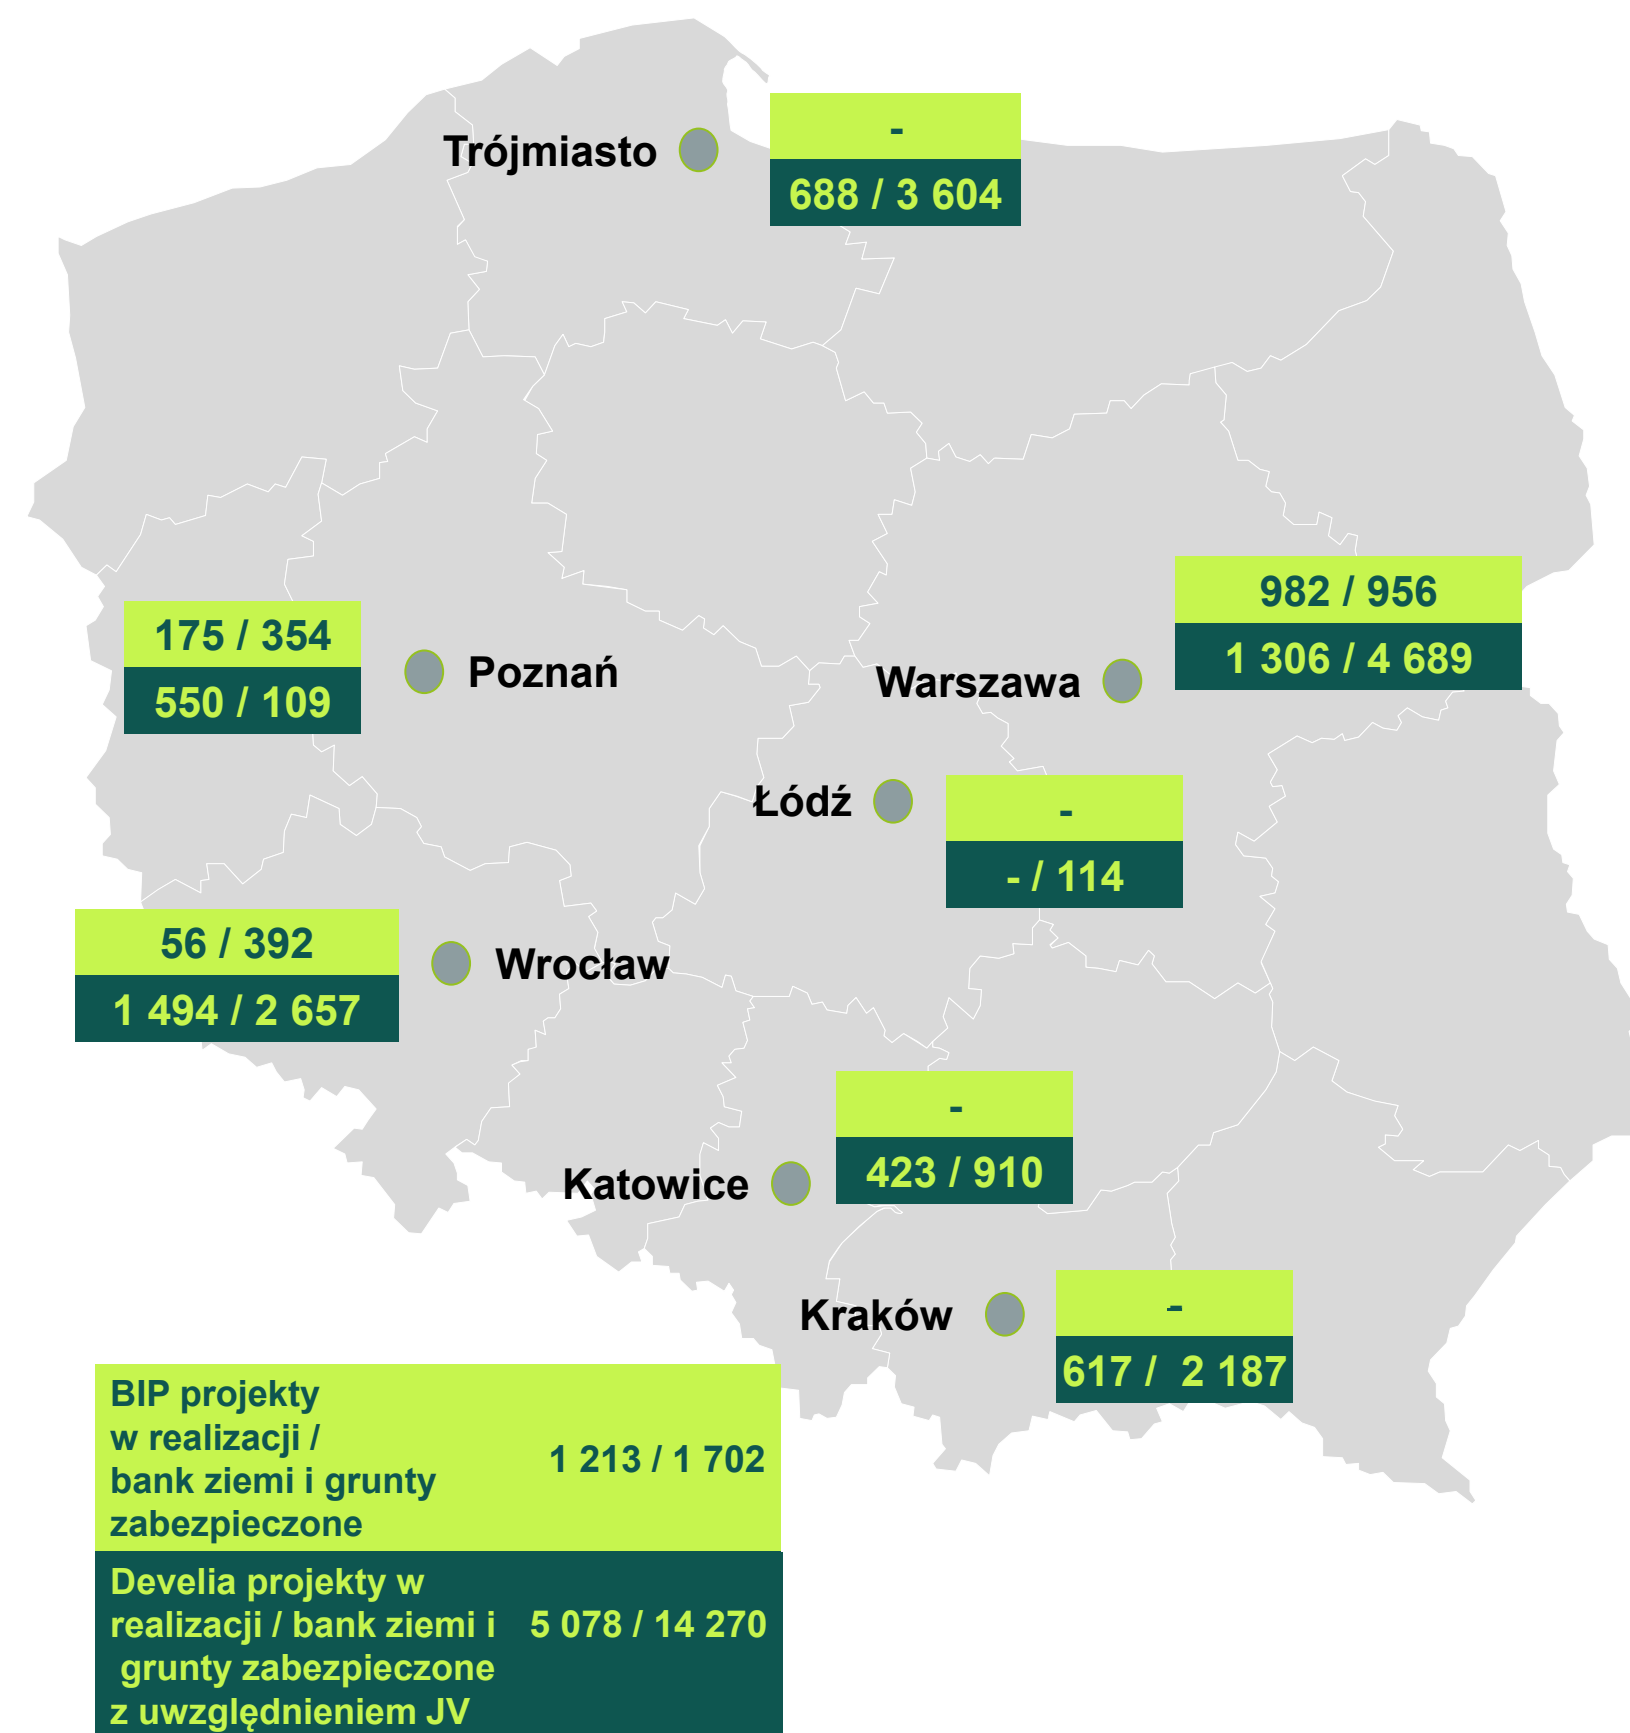 Trójmiasto
-
688 / 3 604
175 / 354
550 / 109
Poznań
Warszawa
982 / 956
1 306 / 4 689
Łódź
-
- / 114
56 / 392
1 494 / 2 657
Wrocław
Katowice
-
423 / 910
Kraków
-
617 /  2 187
BIP projekty
w realizacji /
bank ziemi i grunty
zabezpieczone
1 213 / 1 702
Develia projekty w
realizacji / bank ziemi i
grunty zabezpieczone
z uwzględnieniem JV
5 078 / 14 270